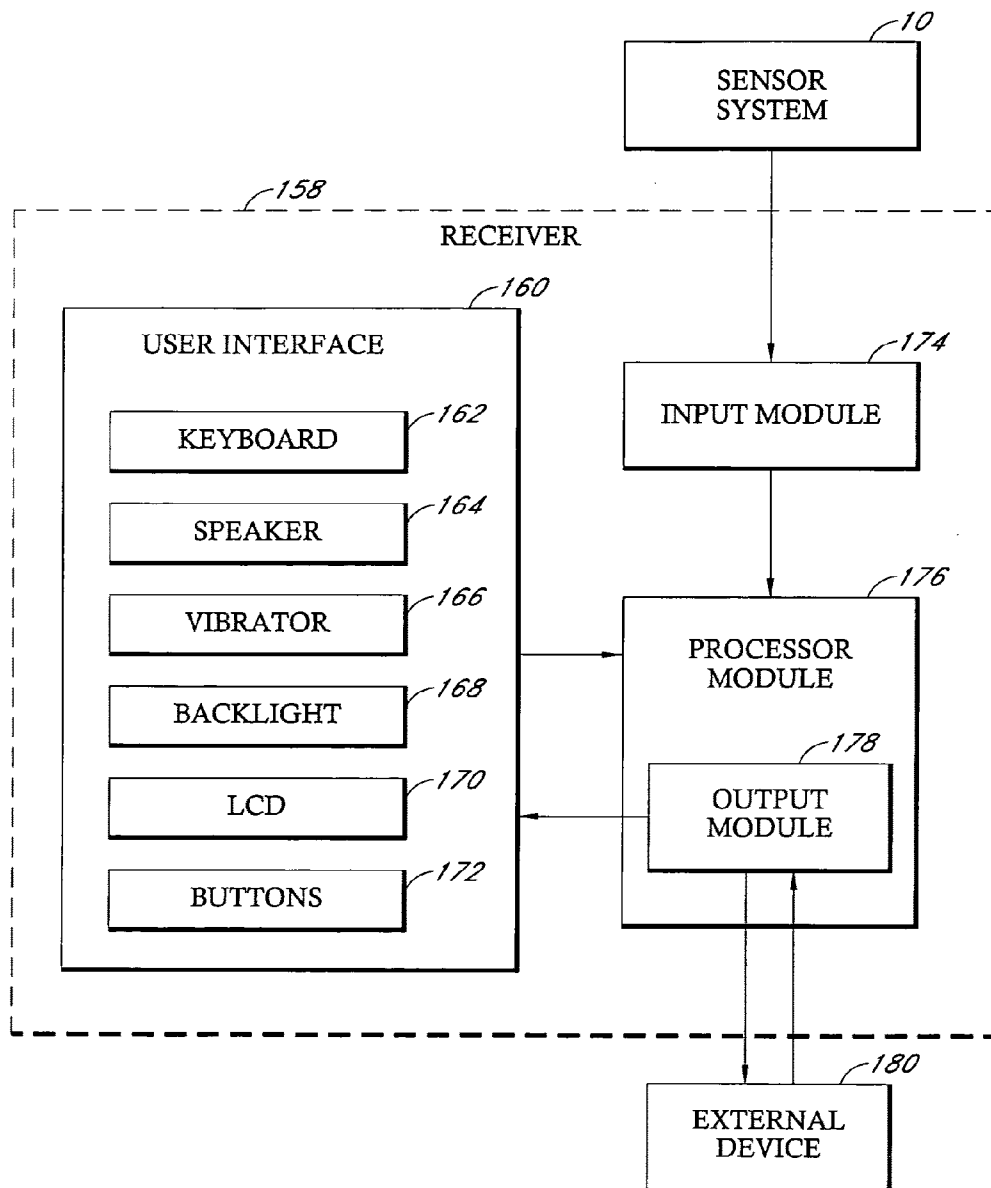 10
SENSOR
SYSTEM
158
RECEIVER
160
USER INTERFACE
174
INPUT MODULE
162
KEYBOARD
164
SPEAKER
166
VIBRATOR
168
BACKLIGHT
170
LCD
172
BUTTONS
176
PROCESSOR
MODULE
178
OUTPUT
MODULE
180
EXTERNAL
DEVICE